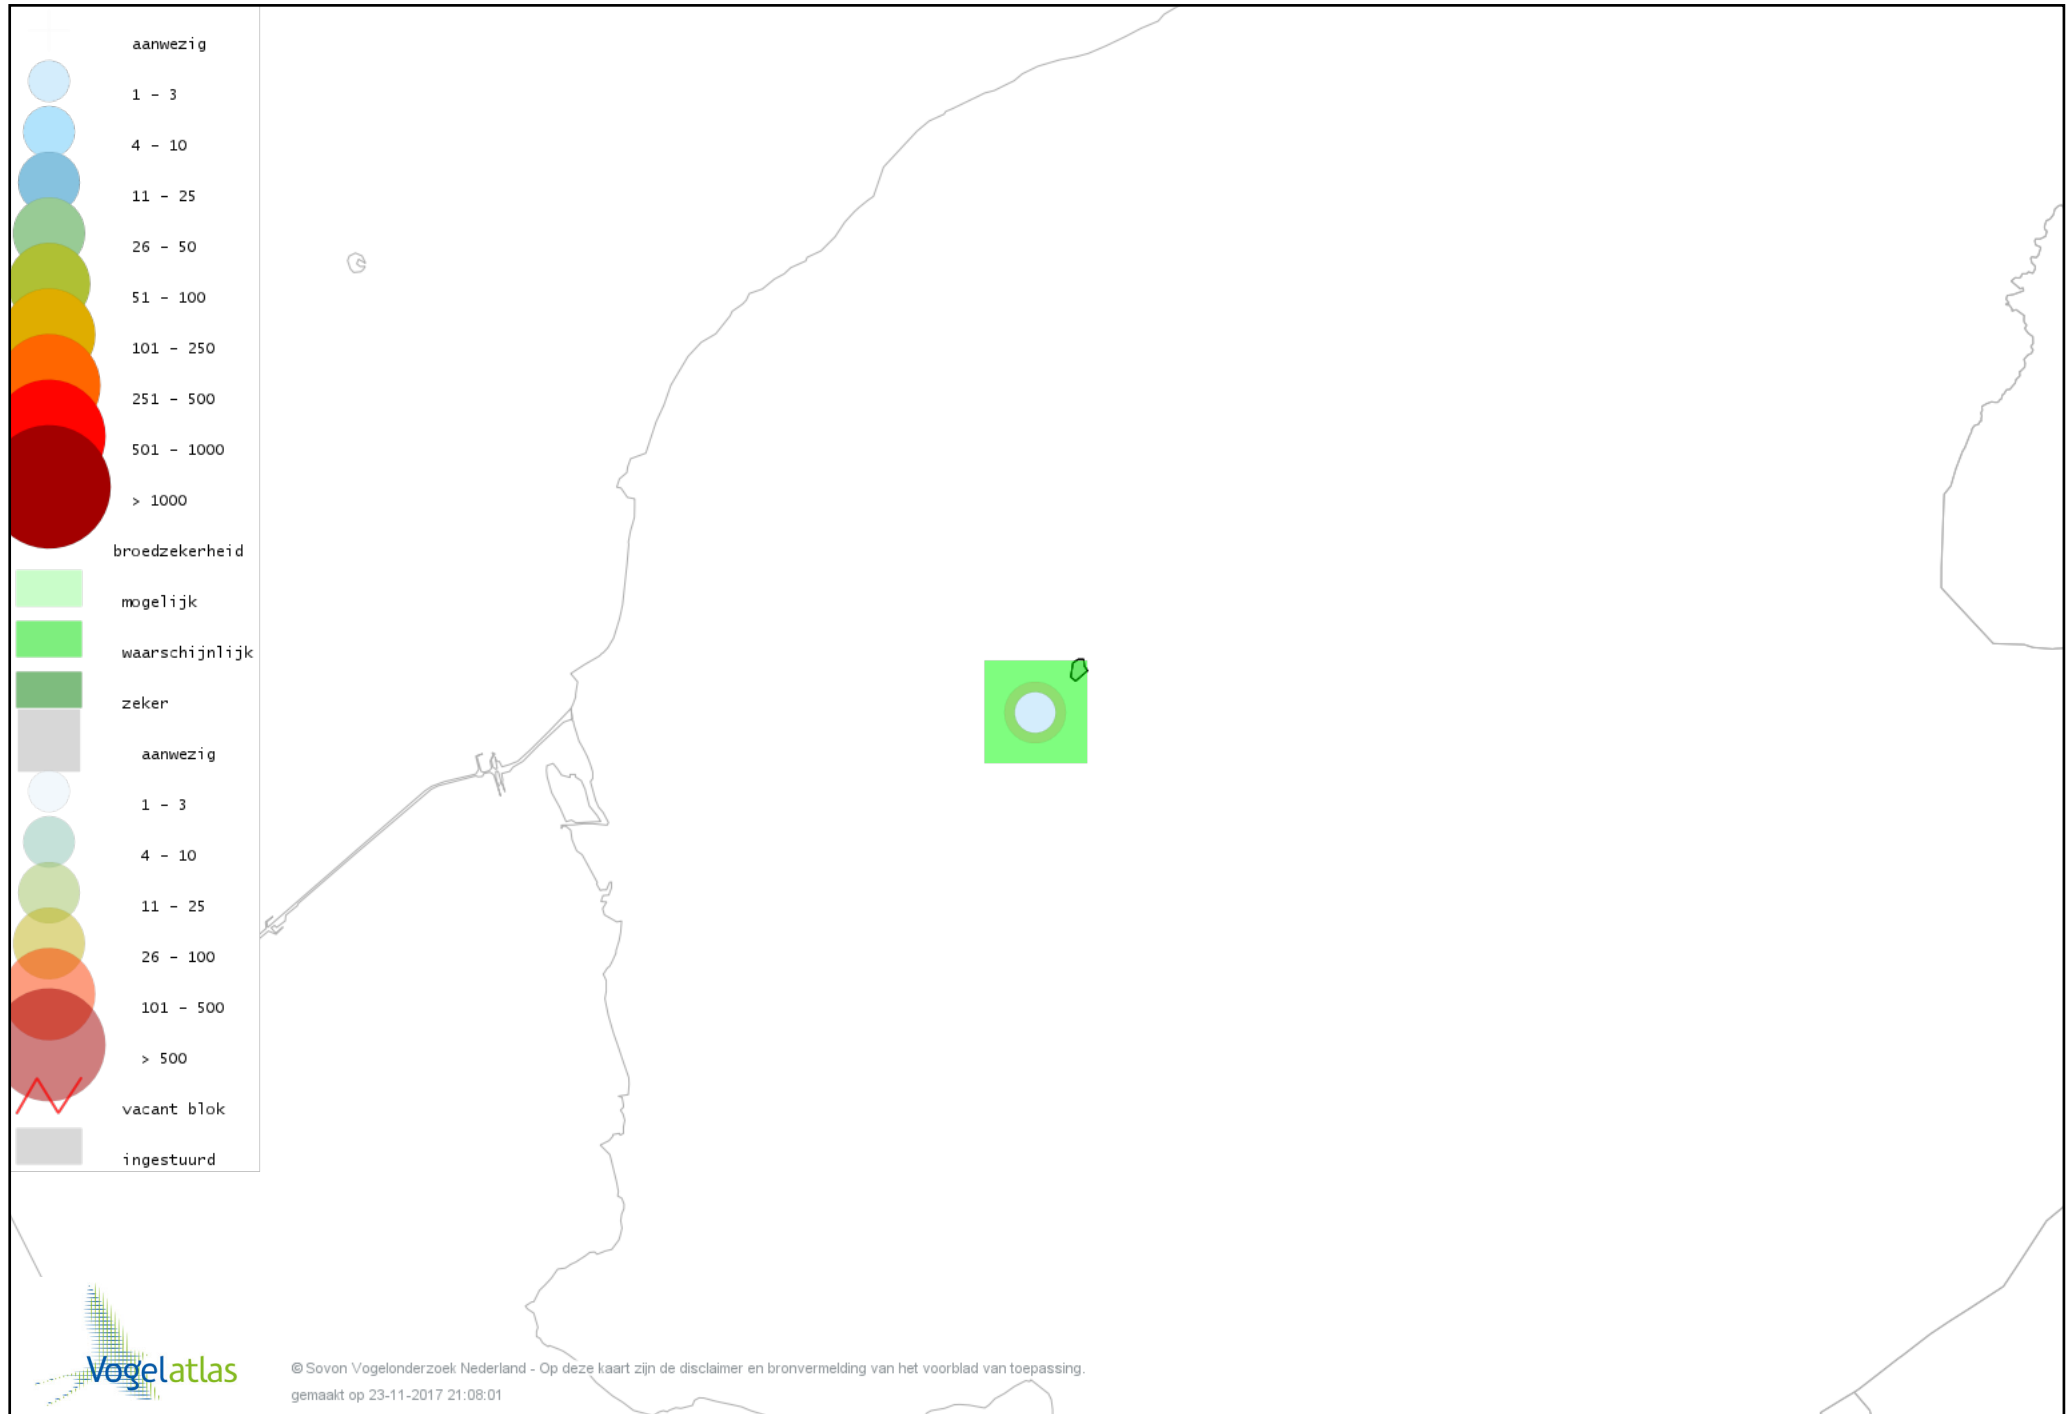 aanwezig
1 - 3
4 - 10
11 - 25
26 - 50
51 - 100
101 - 250
251 - 500
501 - 1000
> 1000
broedzekerheid
mogelijk
waarschijnlijk
zeker
aanwezig
1 - 3
4 - 10
11 - 25
26 - 100
101 - 500
> 500
vacant blok
ingestuurd
Vogelatlas
© Sovon Vogelonderzoek Nederland - Op deze kaart zijn de disclaimer en bronvermelding van het voorblad van toepassing.
gemaakt op 23-11-2017 21:08:01